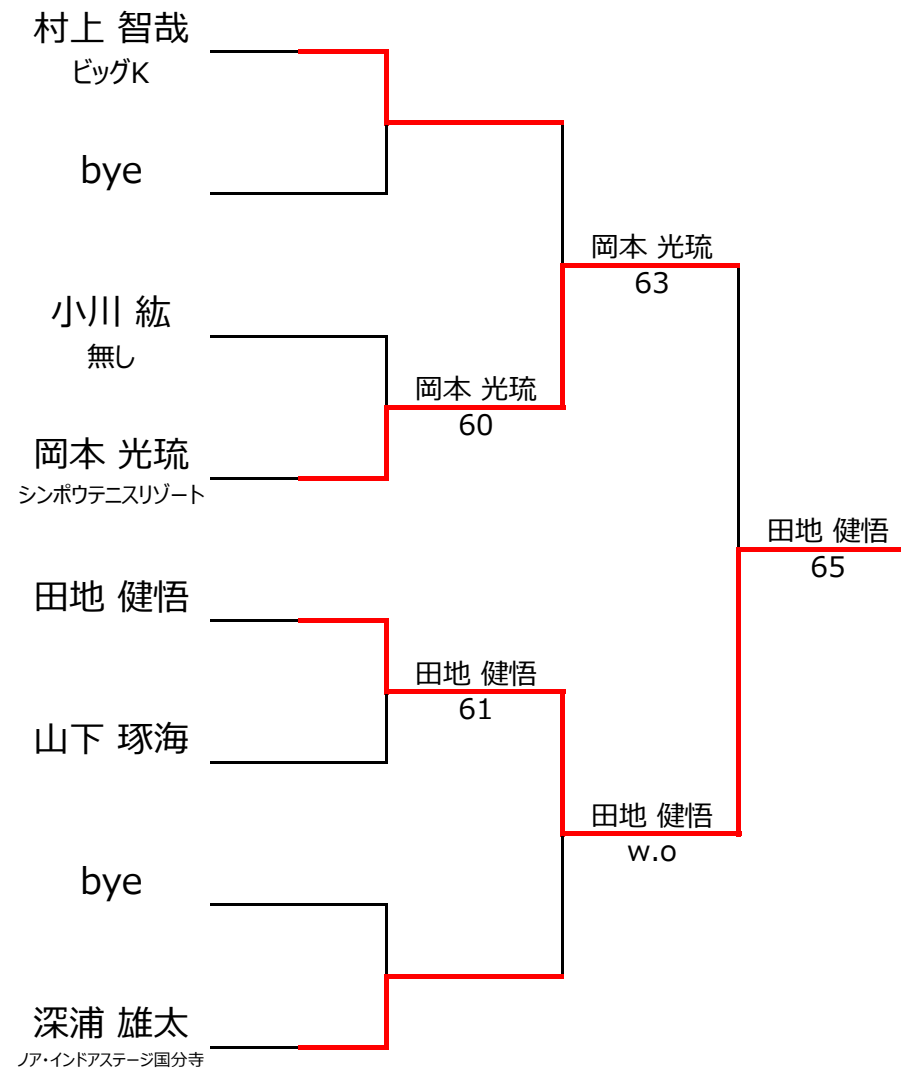 村上 智哉
ビッグK
bye
小川 紘
無し
岡本 光琉
シンポウテニスリゾート
田地 健悟
山下 琢海
bye
深浦 雄太
ノア・インドアステージ国分寺
岡本 光琉
60
田地 健悟
61
岡本 光琉
63
田地 健悟
w.o
田地 健悟
65